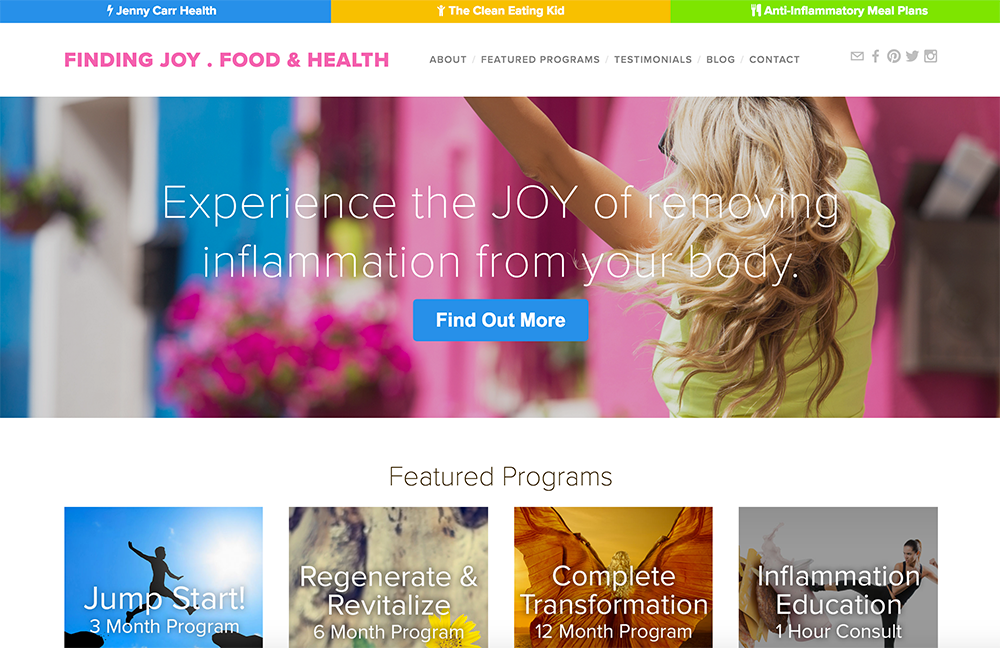 Jenny Carr Health
The Clean Eating Kid
Anti-Inflammatory Meal Plans
FINDING JOY . FOOD & HEALTH
ABOUT / FEATURED PROGRAMS / TESTIMONIALS / BLOG / CONTACT
Experience the JOY of removing
inflammation from your body.
Find Out More
Featured Programs
Jump Start!
3 Month Program
Regenerate &
Revitalize
6 Month Program
Complete
Transformation
12 Month Program
Inflammation
Education
1 Hour Consult